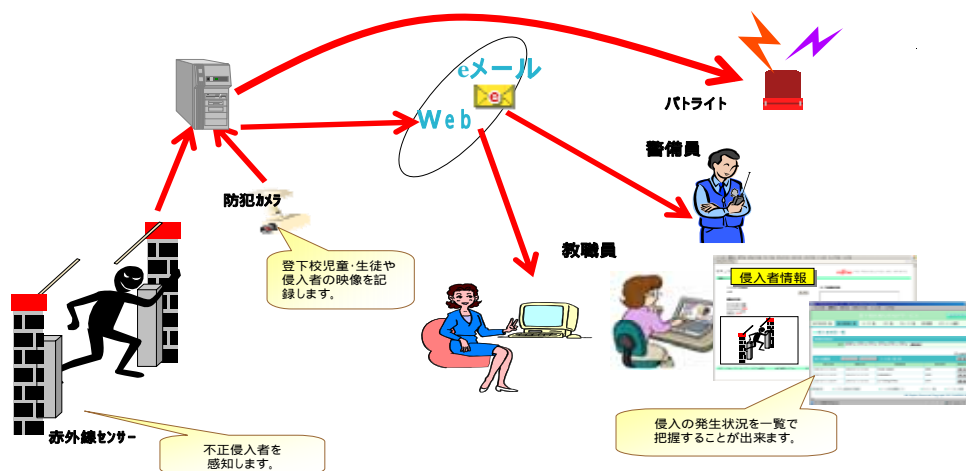 eメール
Web
パトライト
警備員
防犯カメラ
登下校児童・生徒や
侵入者の映像を記
録します。
教職員
侵入者情報
赤外線センサー
不正侵入者を
感知します。
侵入の発生状況を一覧で
把握することが出来ます。